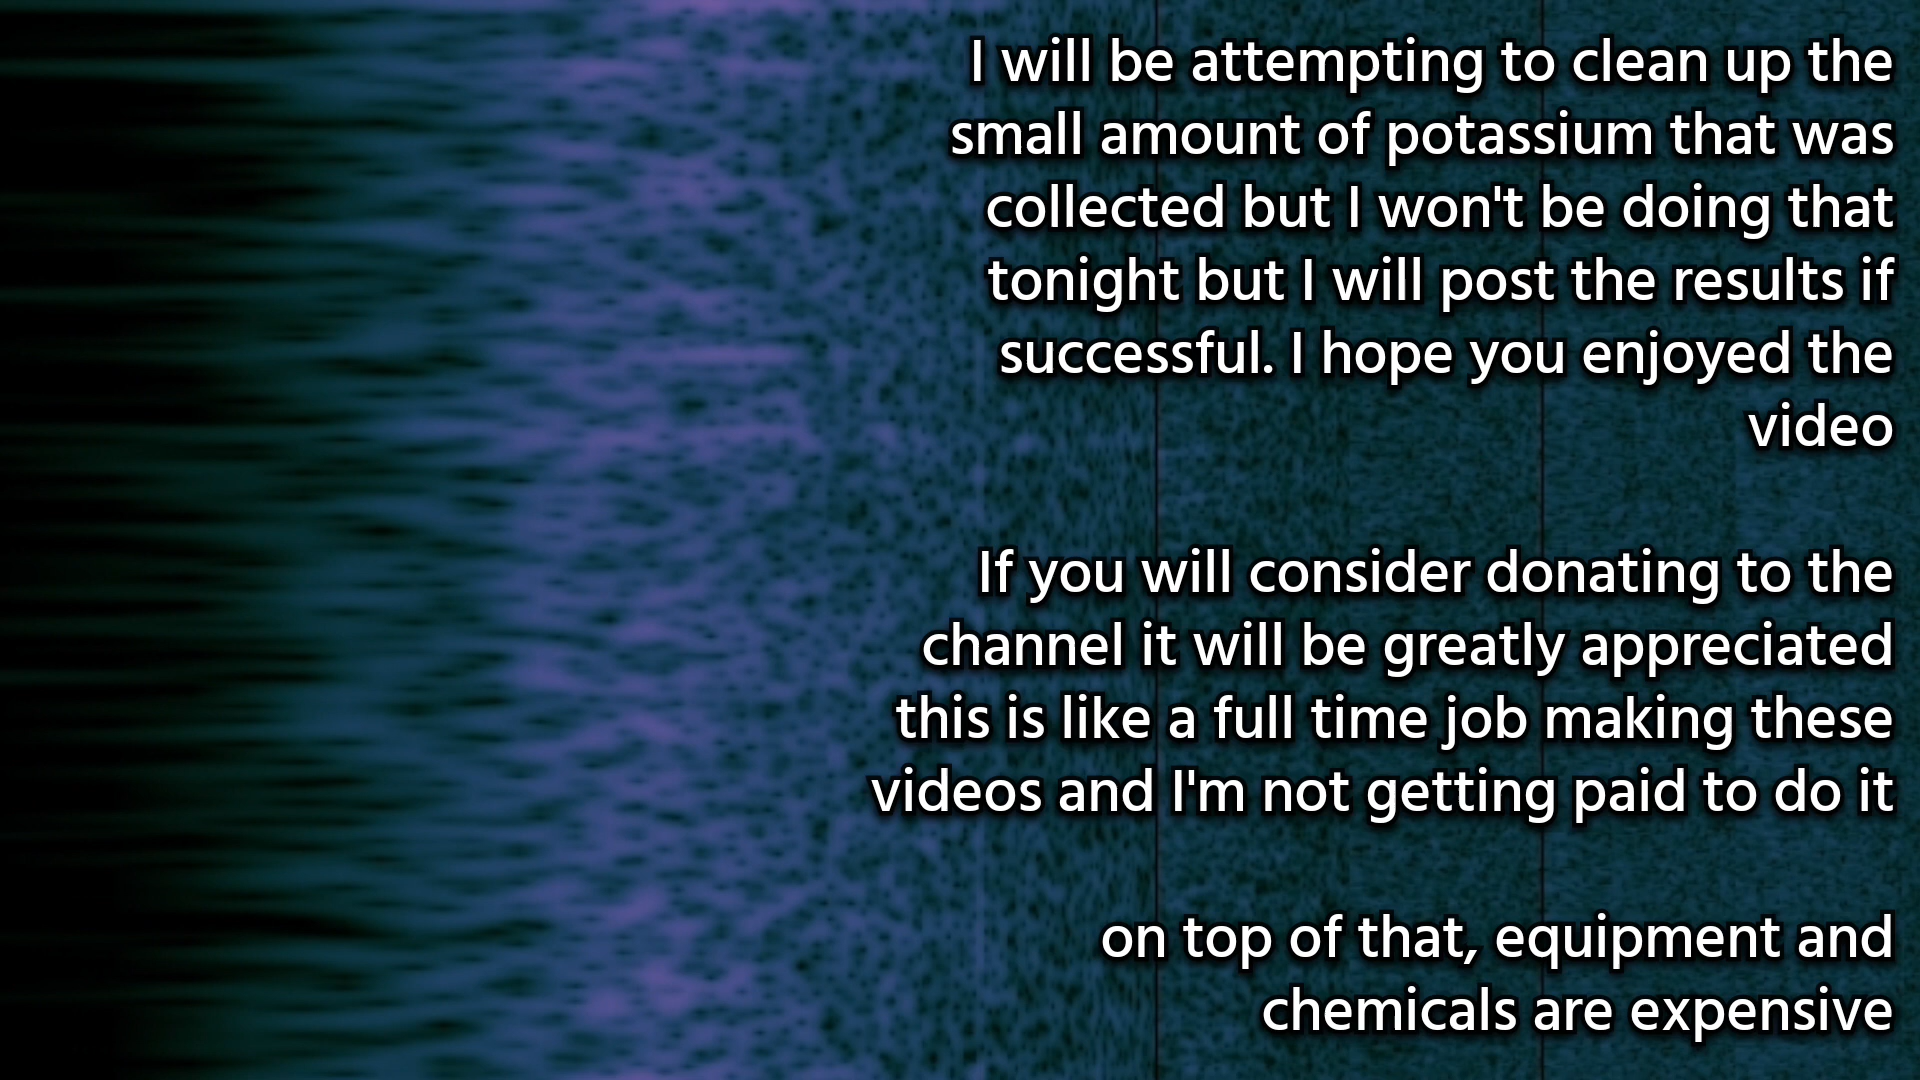 I will be attempting to clean up the
small amount of potassium that was
collected but I won't be doing that
tonight but I will post the results if
successful. I hope you enjoyed the
video
If you will consider donating to the
channel it will be greatly appreciated
this is like a full time job making these
videos and I'm not getting paid to do it
on top of that, equipment and
chemicals are expensive